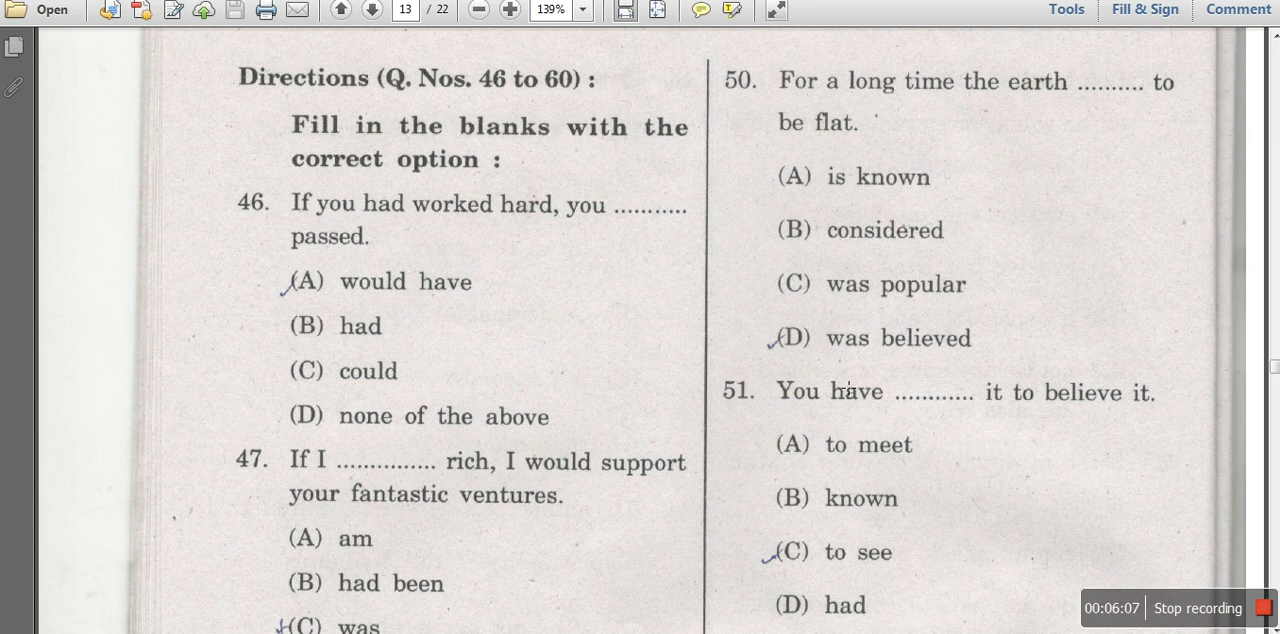 Open
13 / 22
139%
Tools
Fill & Sign
Comment
Directions (Q. Nos. 46 to 60) :
Fill in the blanks with the
correct option :
46. If you had worked hard, you ...........
passed.
(A) would have
(B) had
(C) could
(D) none of the above
47. If I ............... rich, I would support
your fantastic ventures.
(A) am
(B) had been
(C) was
50. For a long time the earth .......... to
be flat.
(A) is known
(B) considered
(C) was popular
(D) was believed
51. You have ............ it to believe it.
(A) to meet
(B) known
(C) to see
(D) had
00:06:07 Stop recording